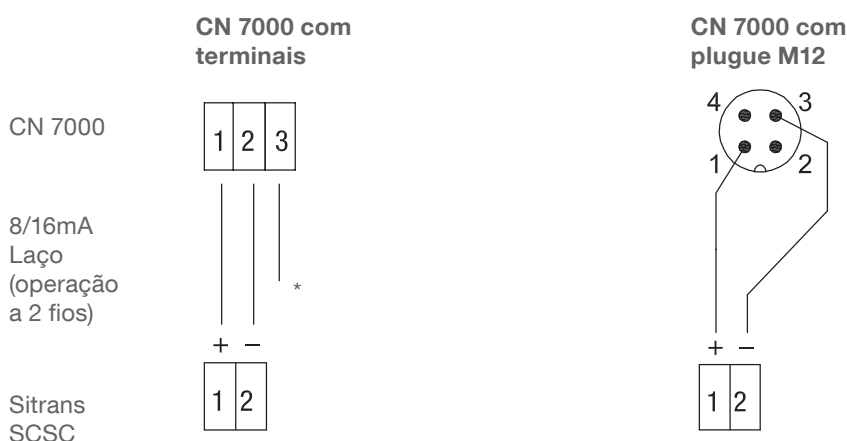 CN 7000 com
terminais
CN 7000 com
plugue M12
CN 7000
1 2 3
4 3
1 2
8/16mA
Laço
(operação
a 2 fios)
*
+ −
+ −
Sitrans
SCSC
1 2
1 2